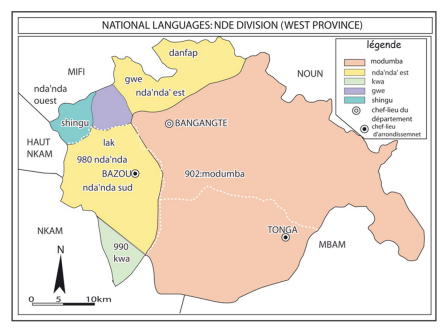 NATIONAL LANGUAGES: NDE DIVISION (WEST PROVINCE)
légende
modumba
nda'nda' est
kwa
gwe
shingu
chef-lieu du
département
chef-lieu
d'arrondissemnet
danfap
MIFI
gwe
nda'nda' est
NOUN
nda'nda
ouest
shingu
BANGANGTE
HAUT
NKAM
lak
980 nda'nda
BAZOU
nda'nda sud
902:modumba
NKAM
990
kwa
TONGA
MBAM
N
0 5 10km